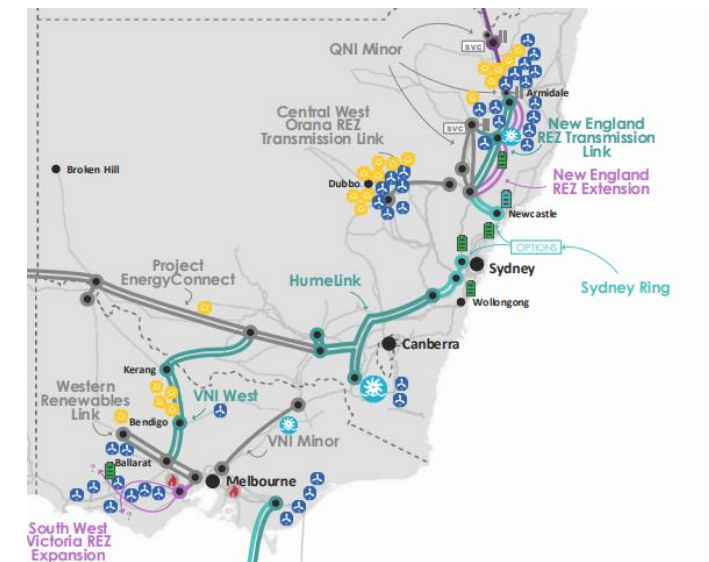 QNI Minor
SVC
Armidale
Central West
Orana REZ
Transmission Link
SVC
New England
REZ Transmission
Link
Broken Hill
Dubbo
New England
REZ Extension
Newcastle
OPTIONS
Project
EnergyConnect
HumeLink
Sydney
Sydney Ring
Wollongong
Canberra
Kerang
Western
Renewables
Link
VNI West
Bendigo
VNI Minor
Ballarat
?
Melbourne
?
South West
Victoria REZ
Expansion